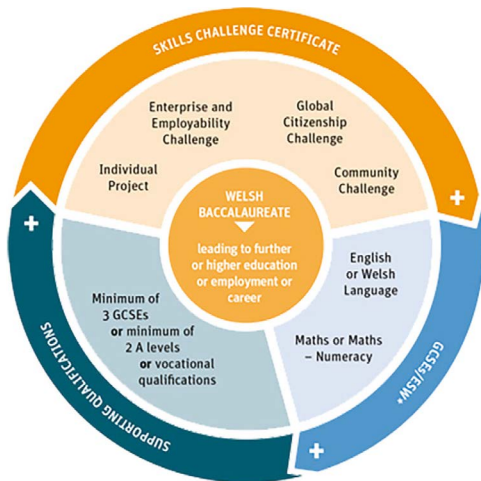 SKILLS CHALLENGE CERTIFICATE
Enterprise and
Employability
Challenge
Global
Citizenship
Challenge
Individual
Project
Community
Challenge
+
+
WELSH
BACCALAUREATE
leading to further
or higher education
or employment or
career
English
or Welsh
Language
Maths or Maths
– Numeracy
Minimum of
3 GCSEs
or minimum of
2 A levels
or vocational
qualifications
SUPPORTING QUALIFICATIONS
GCSEs/ESW*
+